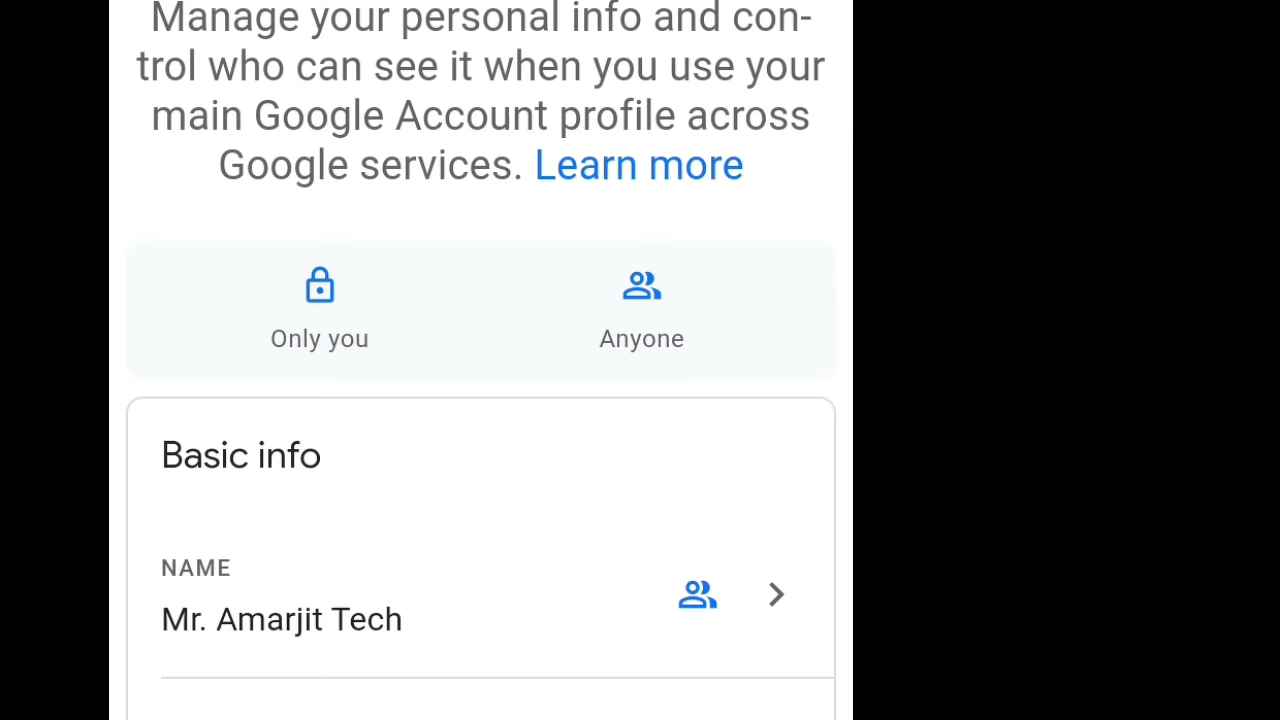 Manage your personal info and con-
trol who can see it when you use your
main Google Account profile across
Google services. Learn more
Only you
Anyone
Basic info
NAME
Mr. Amarjit Tech